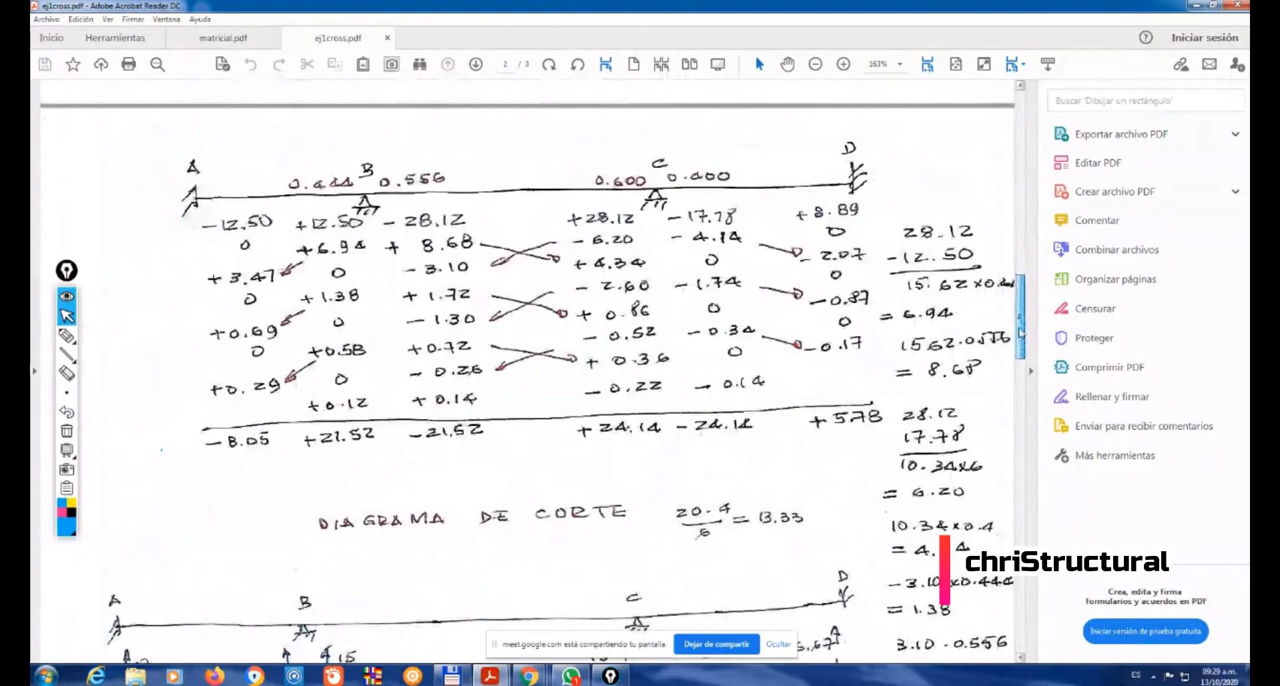 ej1cross.pdf - Adobe Acrobat Reader DC
Archivo Edición Ver Firmar Ventana Ayuda
Inicio Herramientas matricial.pdf ej1cross.pdf × Iniciar sesión
2 / 3 163%
Buscar 'Dibujar un rectángulo'
Exportar archivo PDF
Editar PDF
Crear archivo PDF
Comentar
Combinar archivos
Organizar páginas
Censurar
Proteger
Comprimir PDF
Rellenar y firmar
Enviar para recibir comentarios
Más herramientas
Crea, edita y firma
formularios y acuerdos en PDF
Iniciar versión de prueba gratuita
A B C D
0.444 0.556 0.600 0.400
-12.50 +12.50 -28.12 +28.12 -17.78 +8.89
0 +6.94 + 8.68 - 6.20 - 4.14 0
+3.47 0 - 3.10 + 4.34 0 - 2.07
0 +1.38 + 1.72 - 2.60 - 1.74 0
+0.69 0 - 1.30 + 0.86 0 -0.87
0 +0.58 +0.72 - 0.52 -0.34 0
+0.29 0 - 0.26 + 0.36 0 -0.17
+0.12 +0.14 -0.22 -0.14
-8.05 +21.52 -21.52 +24.14 -24.14 +5.78
28.12
-12.50
= 6.94
= 8.68
28.12
17.78
10.34x6
= 6.20
10.34x0.4
-3.10x0.444
= 1.38
3.10 · 0.556
DIAGRAMA DE CORTE 20·4 = 13.33
6
A B C D
chriStructural
meet.google.com está compartiendo tu pantalla. Dejar de compartir Ocultar
ES 09:29 a.m.
13/10/2020